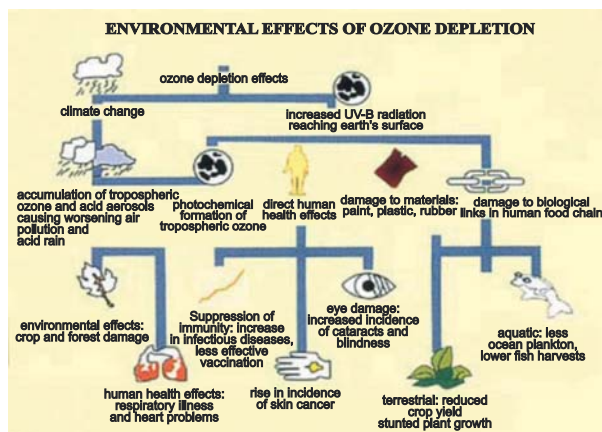 ENVIRONMENTAL EFFECTS OF OZONE DEPLETION
ozone depletion effects
climate change
increased UV-B radiation
reaching earth's surface
accumulation of tropospheric
ozone and acid aerosols
causing worsening air
pollution and
acid rain
photochemical
formation of
tropospheric ozone
direct human
health effects
damage to materials:
paint, plastic, rubber
damage to biological
links in human food chain
environmental effects:
crop and forest damage
human health effects:
respiratory illness
and heart problems
Suppression of
immunity: increase
in infectious diseases,
less effective
vaccination
rise in incidence
of skin cancer
eye damage:
increased incidence
of cataracts and
blindness
terrestrial: reduced
crop yield
stunted plant growth
aquatic: less
ocean plankton,
lower fish harvests